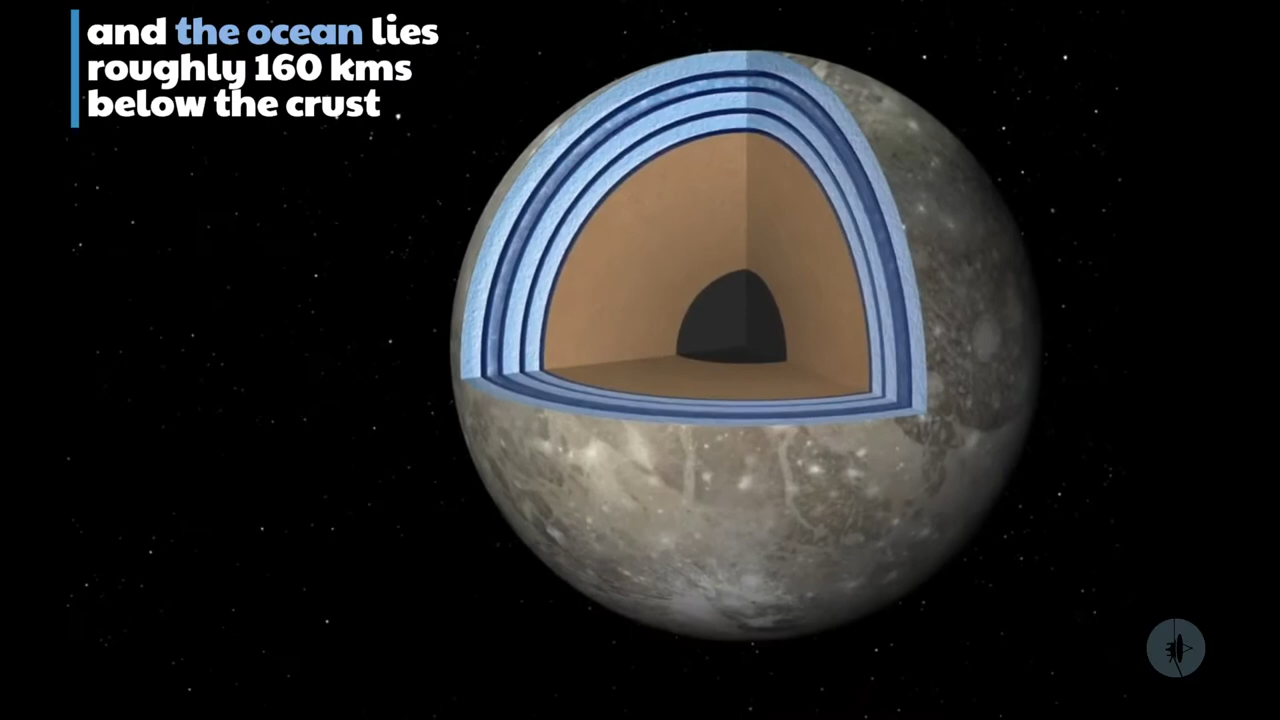 and the ocean lies
roughly 160 kms
below the crust